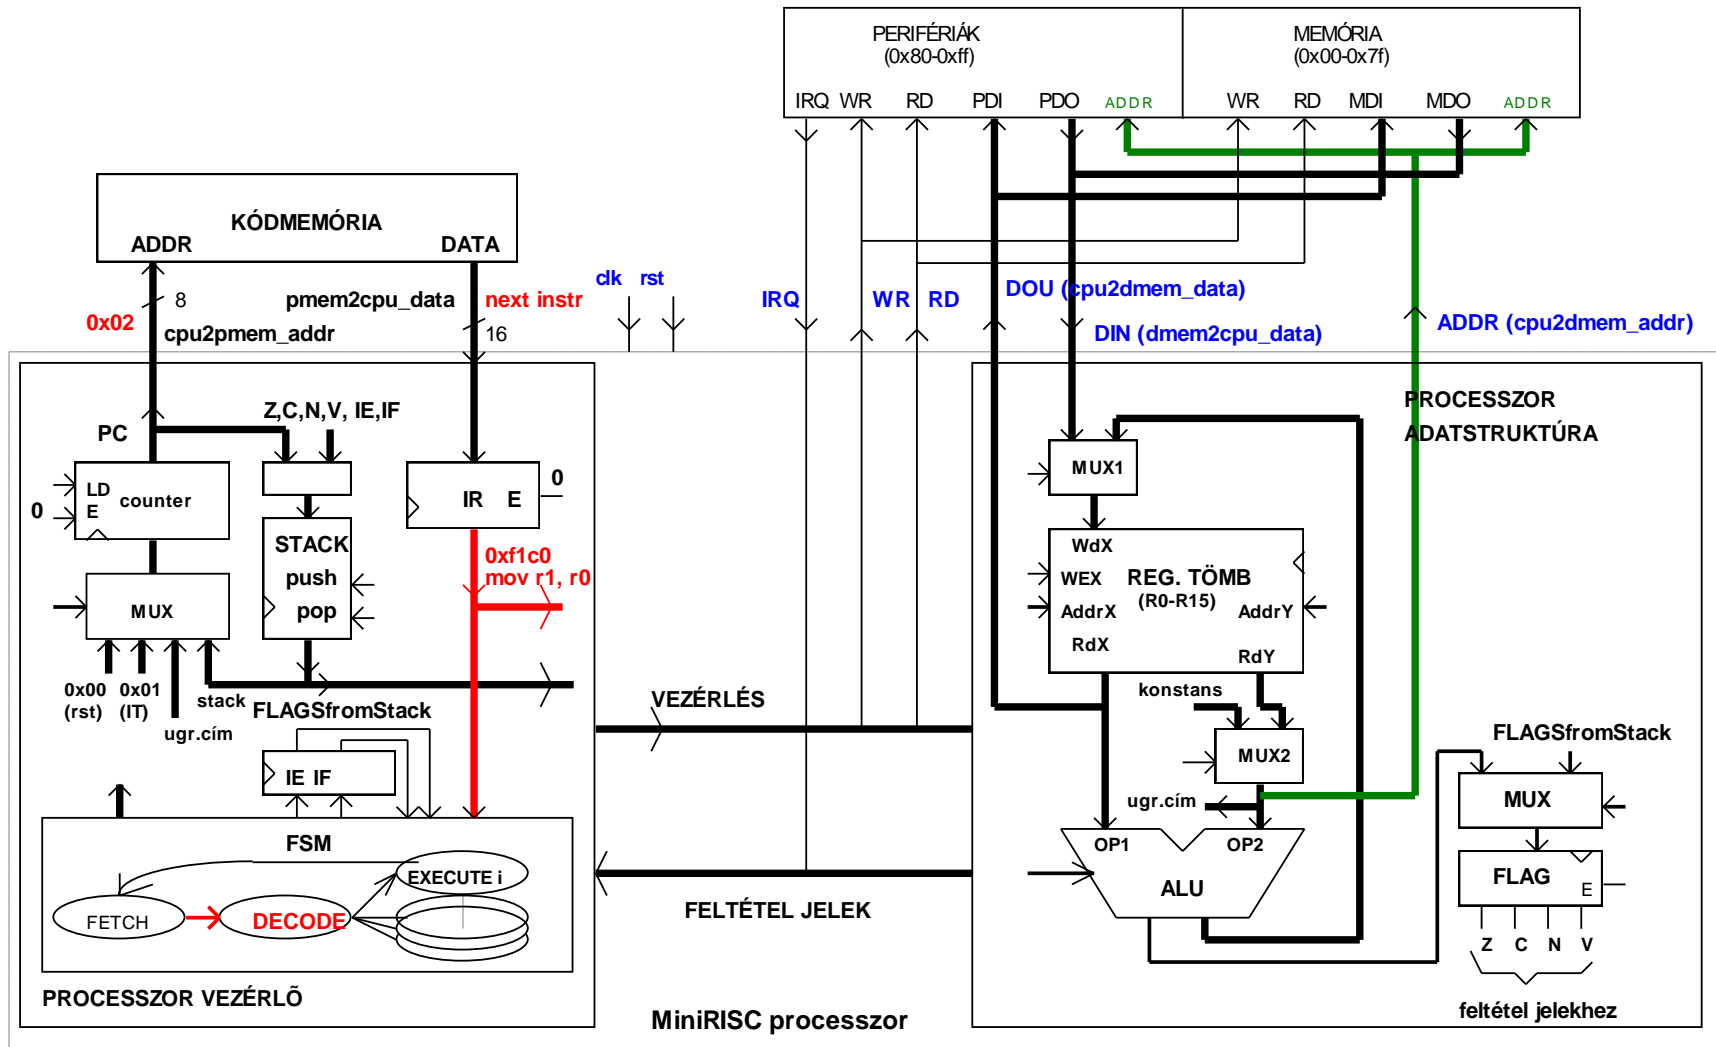 PERIFÉRIÁK
(0x80-0xff)
MEMÓRIA
(0x00-0x7f)
IRQ WR RD PDI PDO ADDR
WR RD MDI MDO ADDR
KÓDMEMÓRIA
ADDR DATA
8
0x02
cpu2pmem_addr
pmem2cpu_data
next instr
16
clk rst
IRQ
WR RD
DOU (cpu2dmem_data)
DIN (dmem2cpu_data)
ADDR (cpu2dmem_addr)
PROCESSZOR
ADATSTRUKTÚRA
Z,C,N,V, IE,IF
PC
LD
E
counter
0
IR E
0
STACK
push
pop
0xf1c0
mov r1, r0
MUX
0x00
(rst)
0x01
(IT)
ugr.cím
stack
FLAGSfromStack
IE IF
FSM
FETCH
DECODE
EXECUTE i
PROCESSZOR VEZÉRLÕ
VEZÉRLÉS
FELTÉTEL JELEK
MiniRISC processzor
MUX1
WdX
WEX
REG. TÖMB
(R0-R15)
AddrX
AddrY
RdX
RdY
konstans
MUX2
ugr.cím
OP1 OP2
ALU
FLAGSfromStack
MUX
FLAG
E
Z C N V
feltétel jelekhez